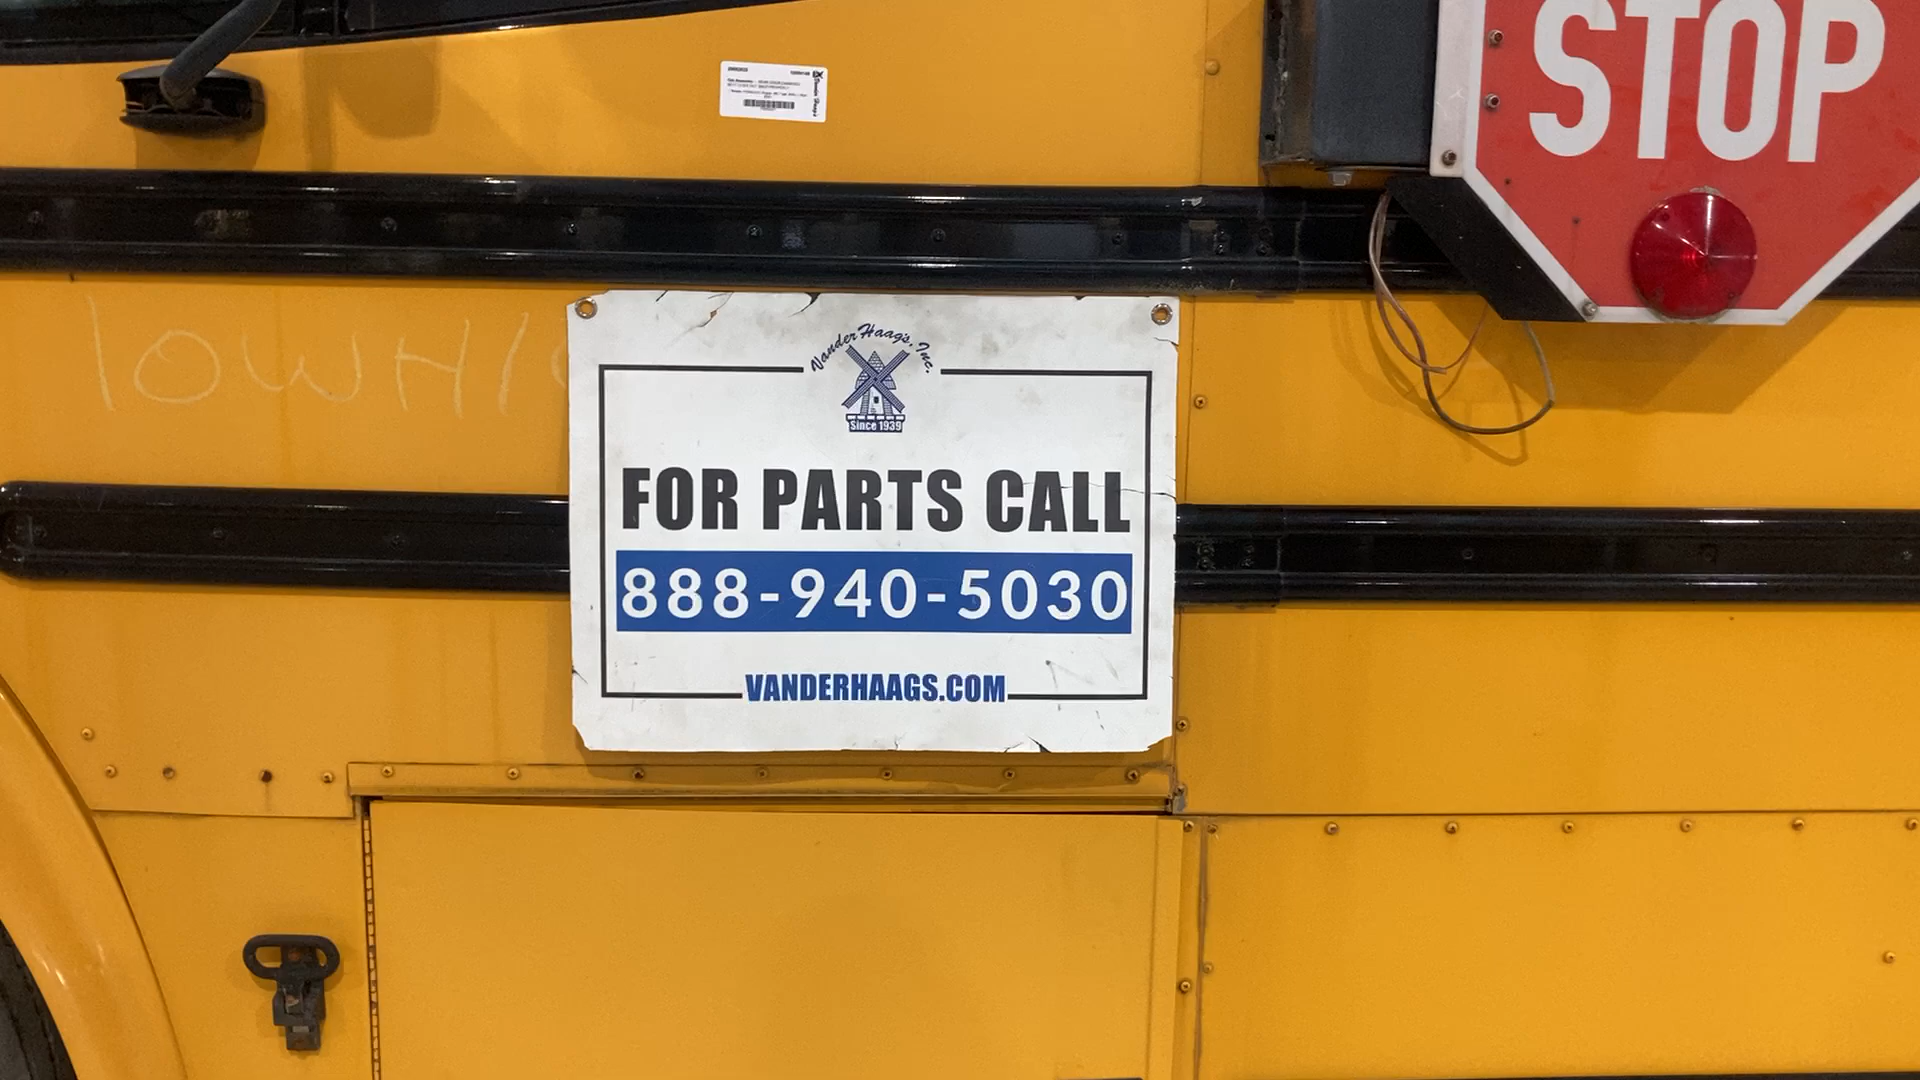 STOP
Vander Haag's, Inc.
Since 1939
FOR PARTS CALL
888-940-5030
VANDERHAAGS.COM